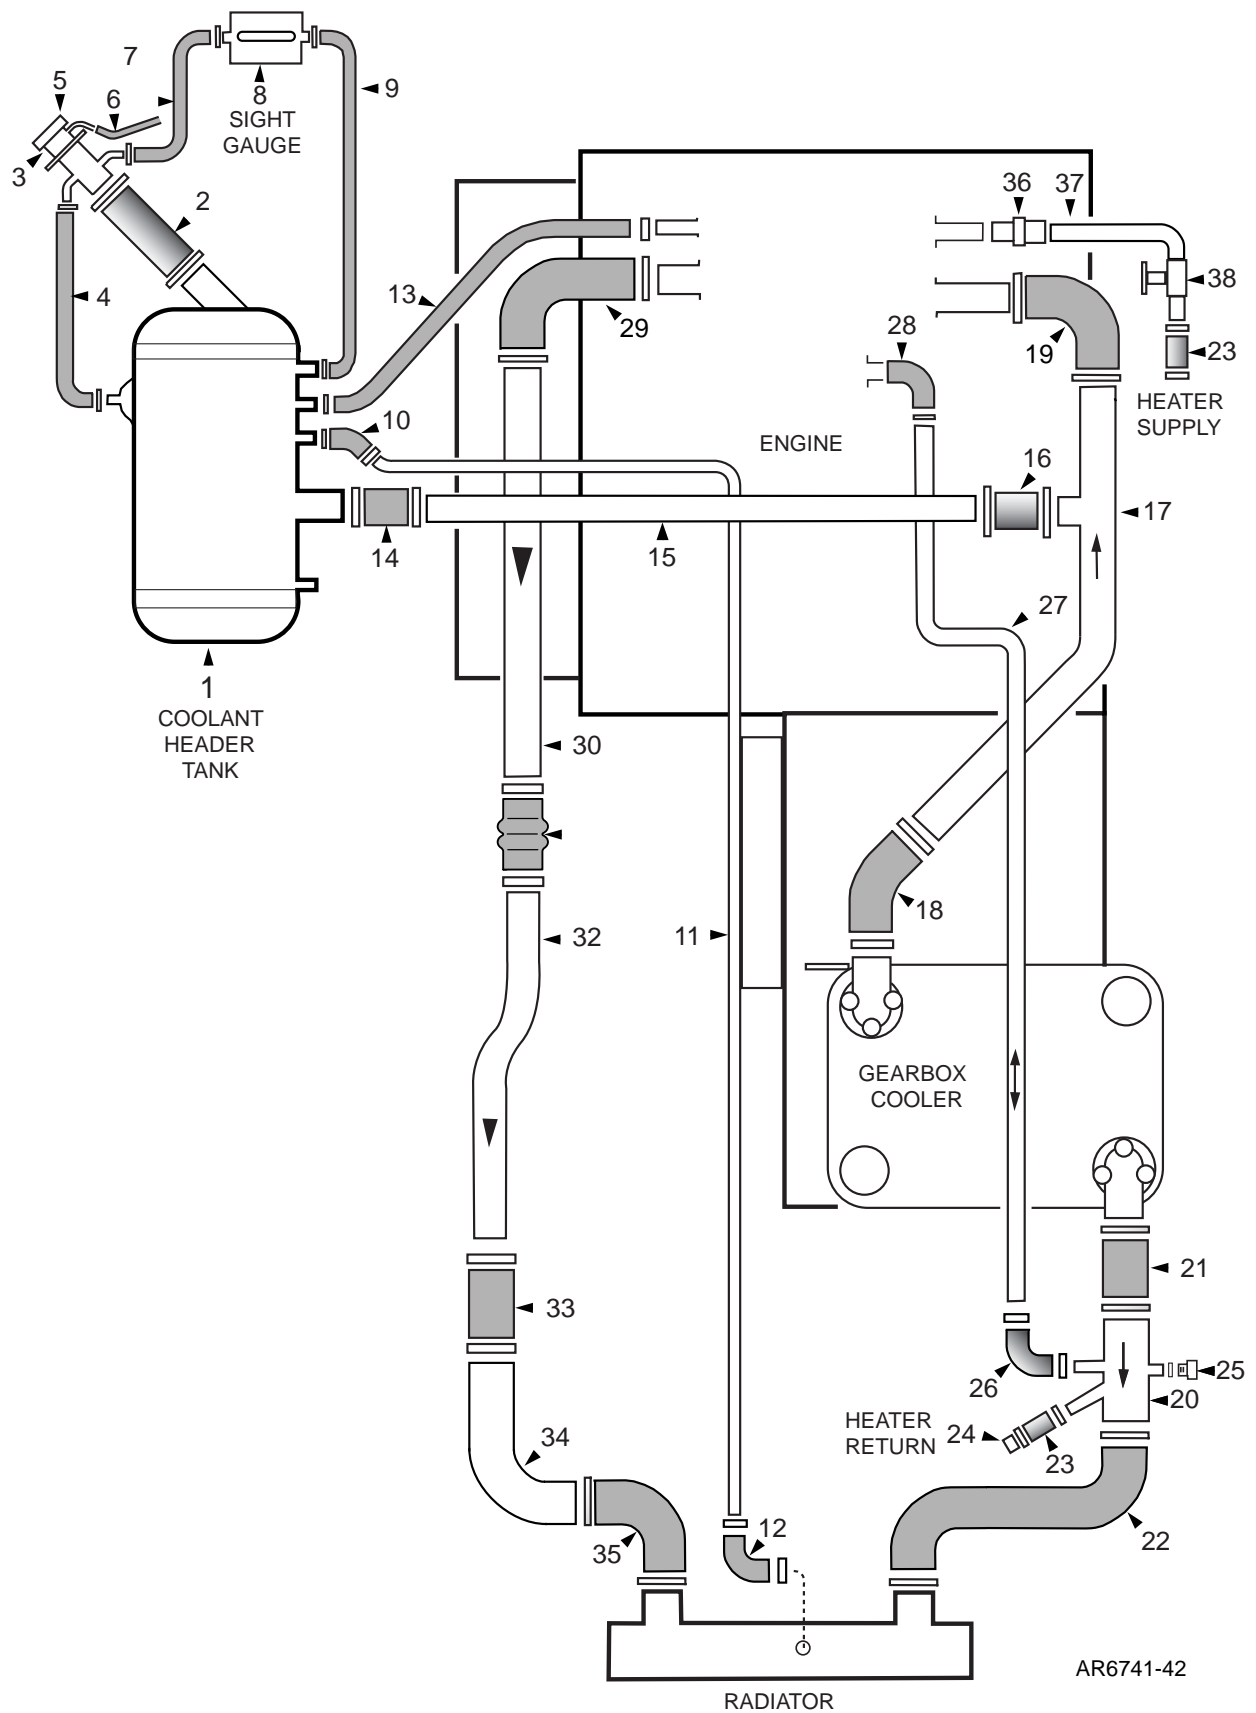 7
5
6
8
9
SIGHT
GAUGE
3
2
36
37
4
13
38
29
28
19
23
10
HEATER
SUPPLY
ENGINE
16
14
15
17
27
1
COOLANT
HEADER
TANK
30
18
11
32
GEARBOX
COOLER
21
33
26
25
20
HEATER
RETURN
24
23
34
12
35
22
AR6741-42
RADIATOR